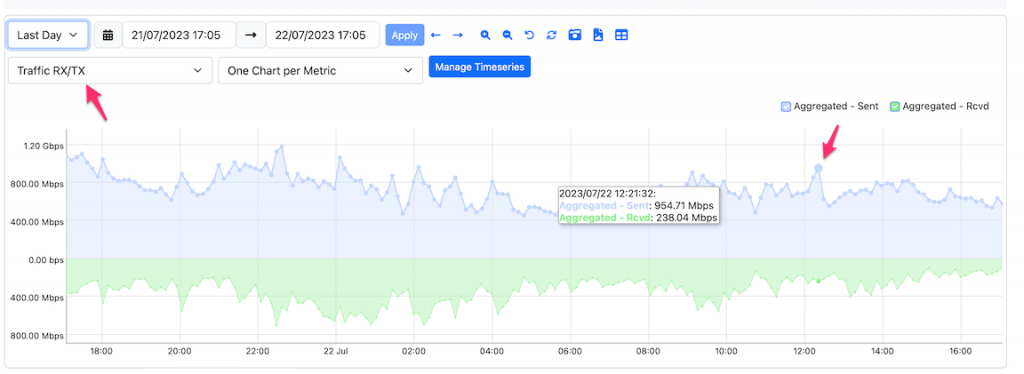 Last Day 21/07/2023 17:05 → 22/07/2023 17:05 Apply
Traffic RX/TX One Chart per Metric Manage Timeseries
Aggregated - Sent Aggregated - Rcvd
1.20 Gbps
800.00 Mbps
2023/07/22 12:21:32:
Aggregated - Sent: 954.71 Mbps
Aggregated - Rcvd: 238.04 Mbps
400.00 Mbps
0.00 bps
400.00 Mbps
800.00 Mbps
18:00 20:00 22:00 22 Jul 02:00 04:00 06:00 08:00 10:00 12:00 14:00 16:00